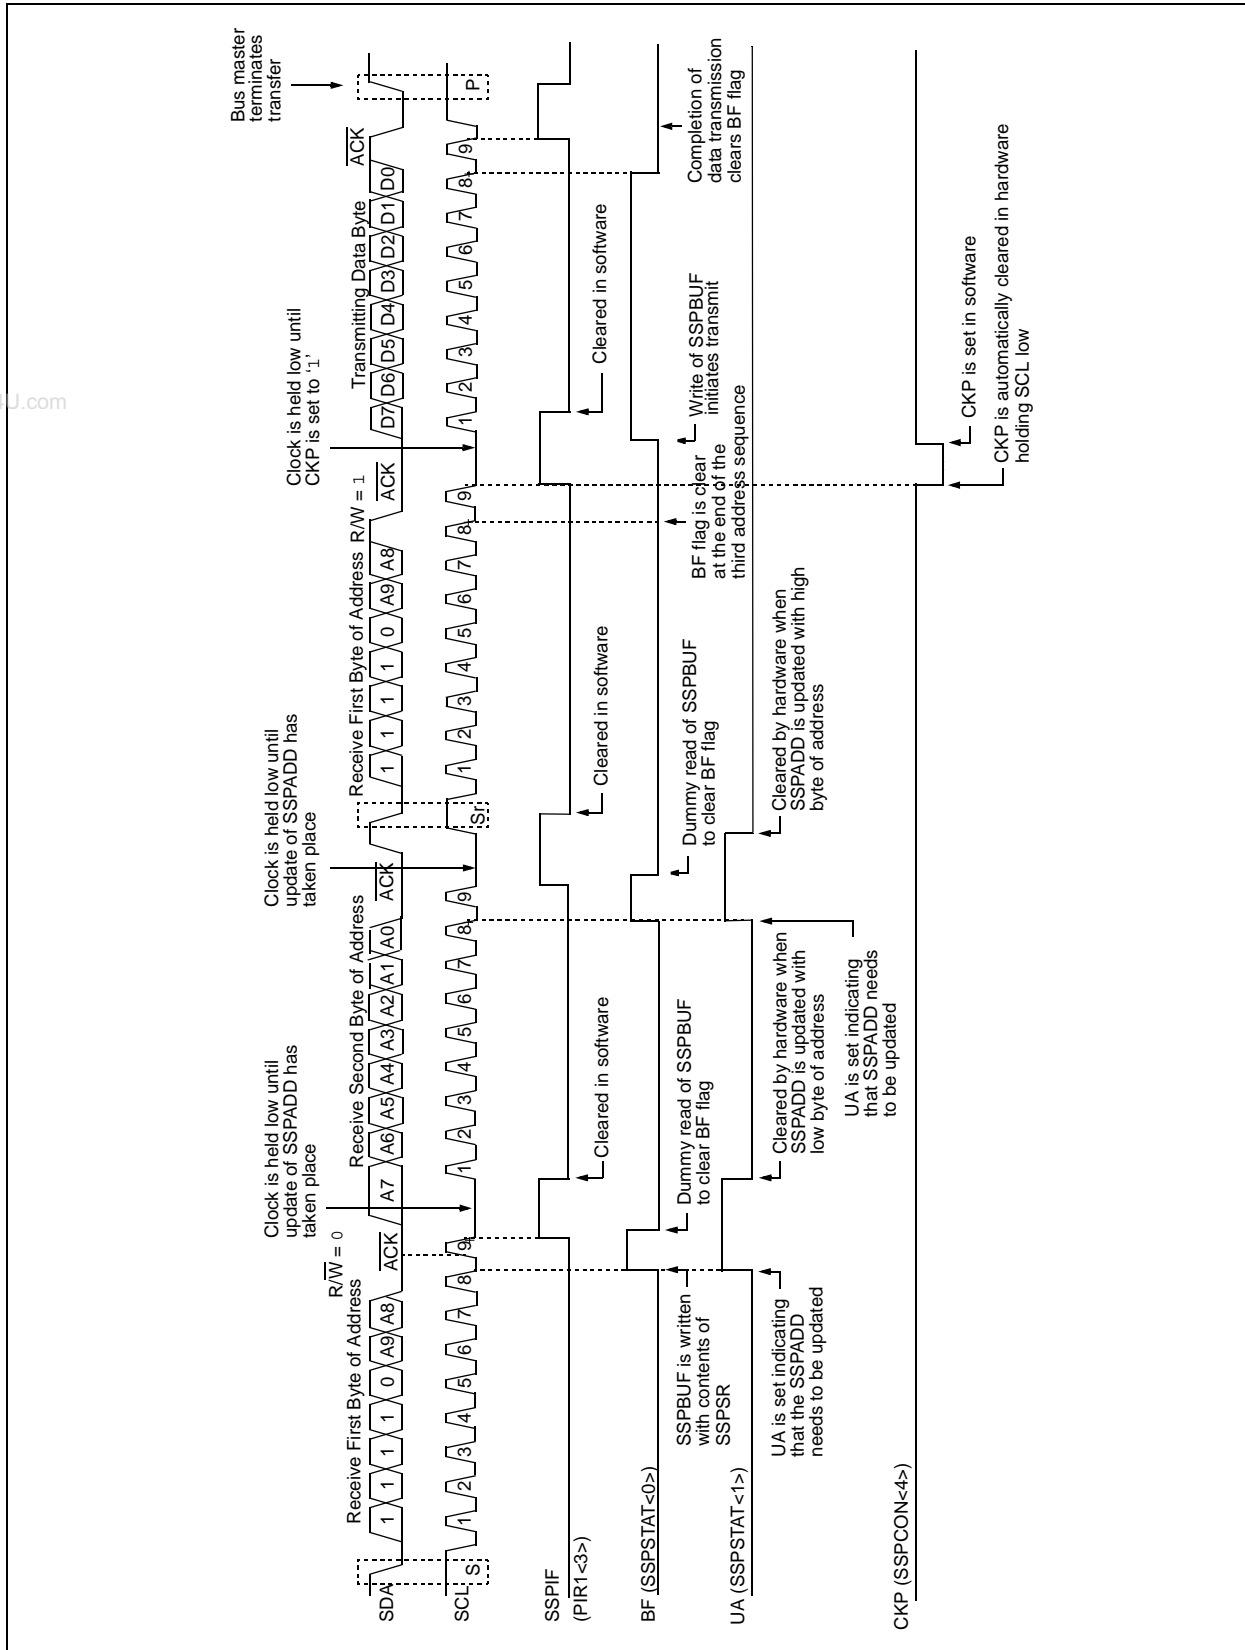 4U.com
Bus master
terminates
transfer
Clock is held low until
CKP is set to ‘1’
Clock is held low until
update of SSPADD has
taken place
Clock is held low until
update of SSPADD has
taken place
R/W = 0
Receive First Byte of Address
ACK
Receive Second Byte of Address
ACK
Receive First Byte of Address R/W = 1
ACK
Transmitting Data Byte
ACK
SDA
1 1 1 1 0 A9 A8
A7 A6 A5 A4 A3 A2 A1 A0
1 1 1 1 0 A9 A8
D7 D6 D5 D4 D3 D2 D1 D0
SCL
S
1 2 3 4 5 6 7 8 9
1 2 3 4 5 6 7 8 9
Sr
1 2 3 4 5 6 7 8 9
1 2 3 4 5 6 7 8 9
P
SSPIF
(PIR1<3>)
Cleared in software
Cleared in software
Cleared in software
BF (SSPSTAT<0>)
SSPBUF is written
with contents of
SSPSR
Dummy read of SSPBUF
to clear BF flag
Dummy read of SSPBUF
to clear BF flag
BF flag is clear
at the end of the
third address sequence
Write of SSPBUF
initiates transmit
Completion of
data transmission
clears BF flag
UA (SSPSTAT<1>)
UA is set indicating
that the SSPADD
needs to be updated
Cleared by hardware when
SSPADD is updated with
low byte of address
UA is set indicating
that SSPADD needs
to be updated
Cleared by hardware when
SSPADD is updated with high
byte of address
CKP (SSPCON<4>)
CKP is set in software
CKP is automatically cleared in hardware
holding SCL low